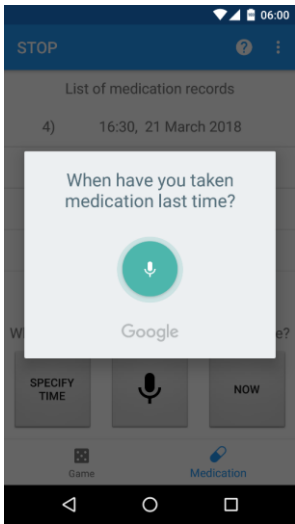 06:00
STOP
List of medication records
4) 16:30, 21 March 2018
When have you taken
medication last time?
Google
W e?
SPECIFY
TIME
NOW
Game
Medication